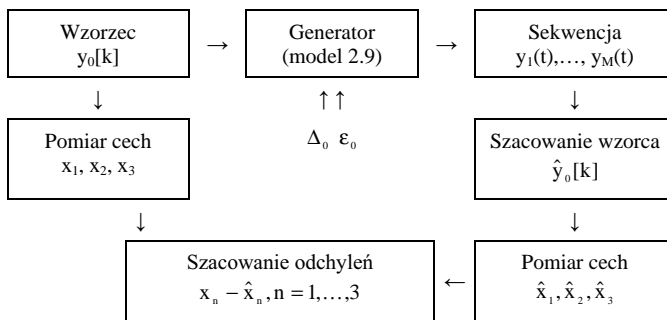 Wzorzec
y₀[k]
→
Generator
(model 2.9)
→
Sekwencja
y₁(t),…, y_M(t)
↓
↑ ↑
↓
Pomiar cech
x₁, x₂, x₃
Δ₀ ε₀
Szacowanie wzorca
ŷ₀[k]
↓
↓
Szacowanie odchyleń
xₙ − x̂ₙ, n = 1,…,3
←
Pomiar cech
x̂₁, x̂₂, x̂₃